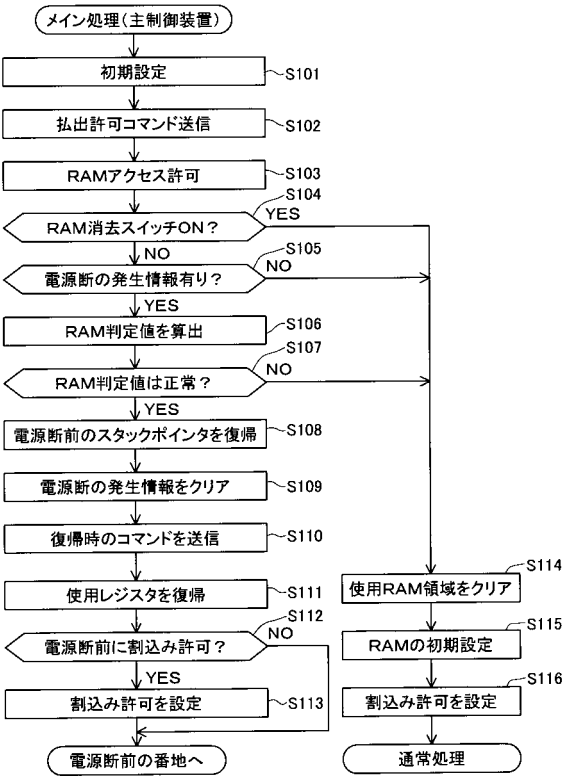 メイン処理(主制御装置)
初期設定
S101
払出許可コマンド送信
S102
RAMアクセス許可
S103
RAM消去スイッチON?
S104
YES
NO
電源断の発生情報有り?
S105
NO
YES
RAM判定値を算出
S106
RAM判定値は正常?
S107
NO
YES
電源断前のスタックポインタを復帰
S108
電源断の発生情報をクリア
S109
復帰時のコマンドを送信
S110
使用レジスタを復帰
S111
電源断前に割込み許可?
S112
NO
YES
割込み許可を設定
S113
電源断前の番地へ
使用RAM領域をクリア
S114
RAMの初期設定
S115
割込み許可を設定
S116
通常処理